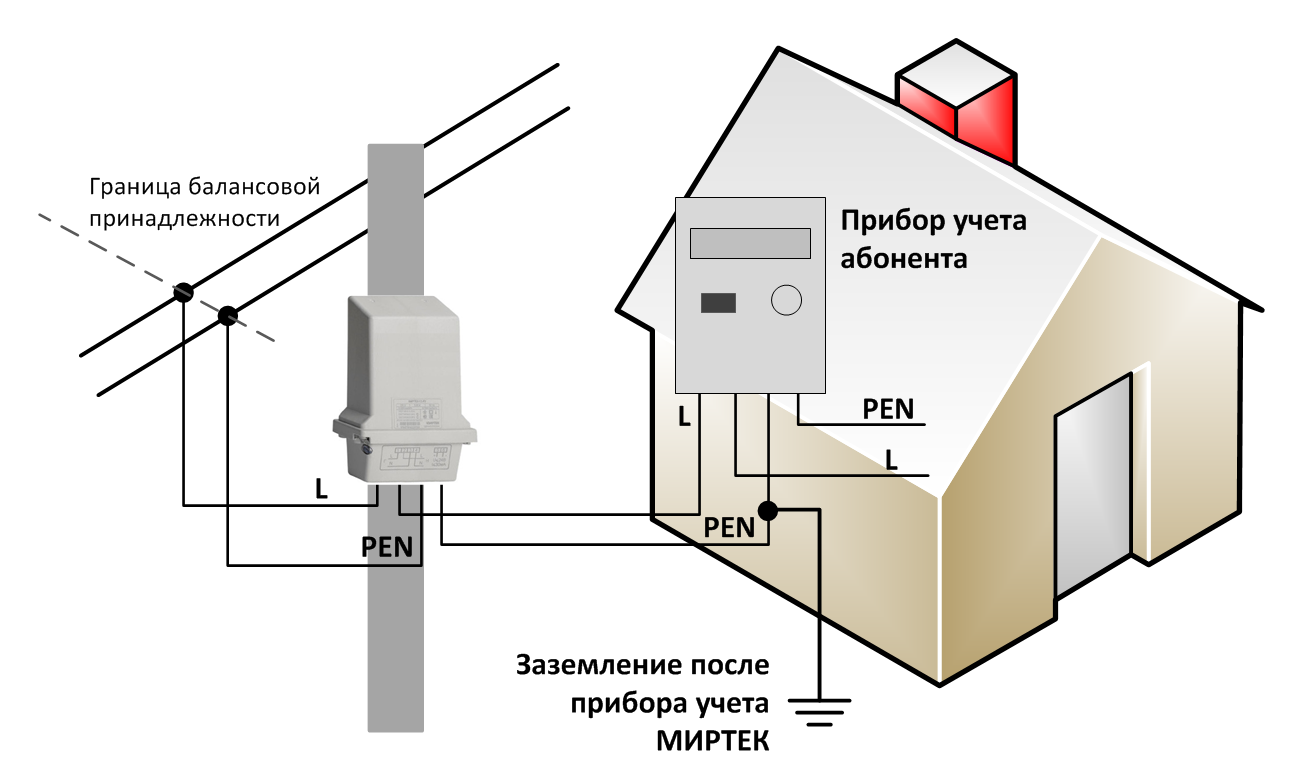 Граница балансовой
принадлежности
Прибор учета
абонента
L
PEN
L
L
PEN
PEN
Заземление после
прибора учета
МИРТЕК